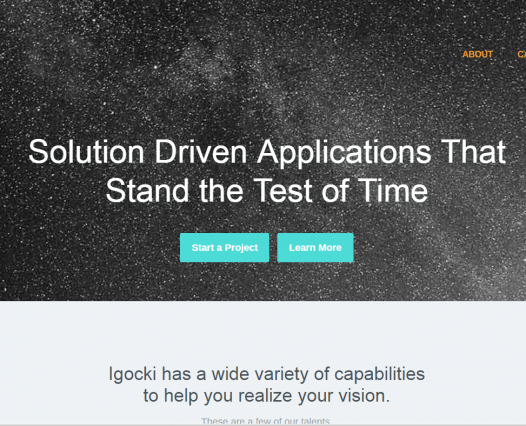 ABOUT
Solution Driven Applications That
Stand the Test of Time
Start a Project Learn More
Igocki has a wide variety of capabilities
to help you realize your vision.
These are a few of our talents